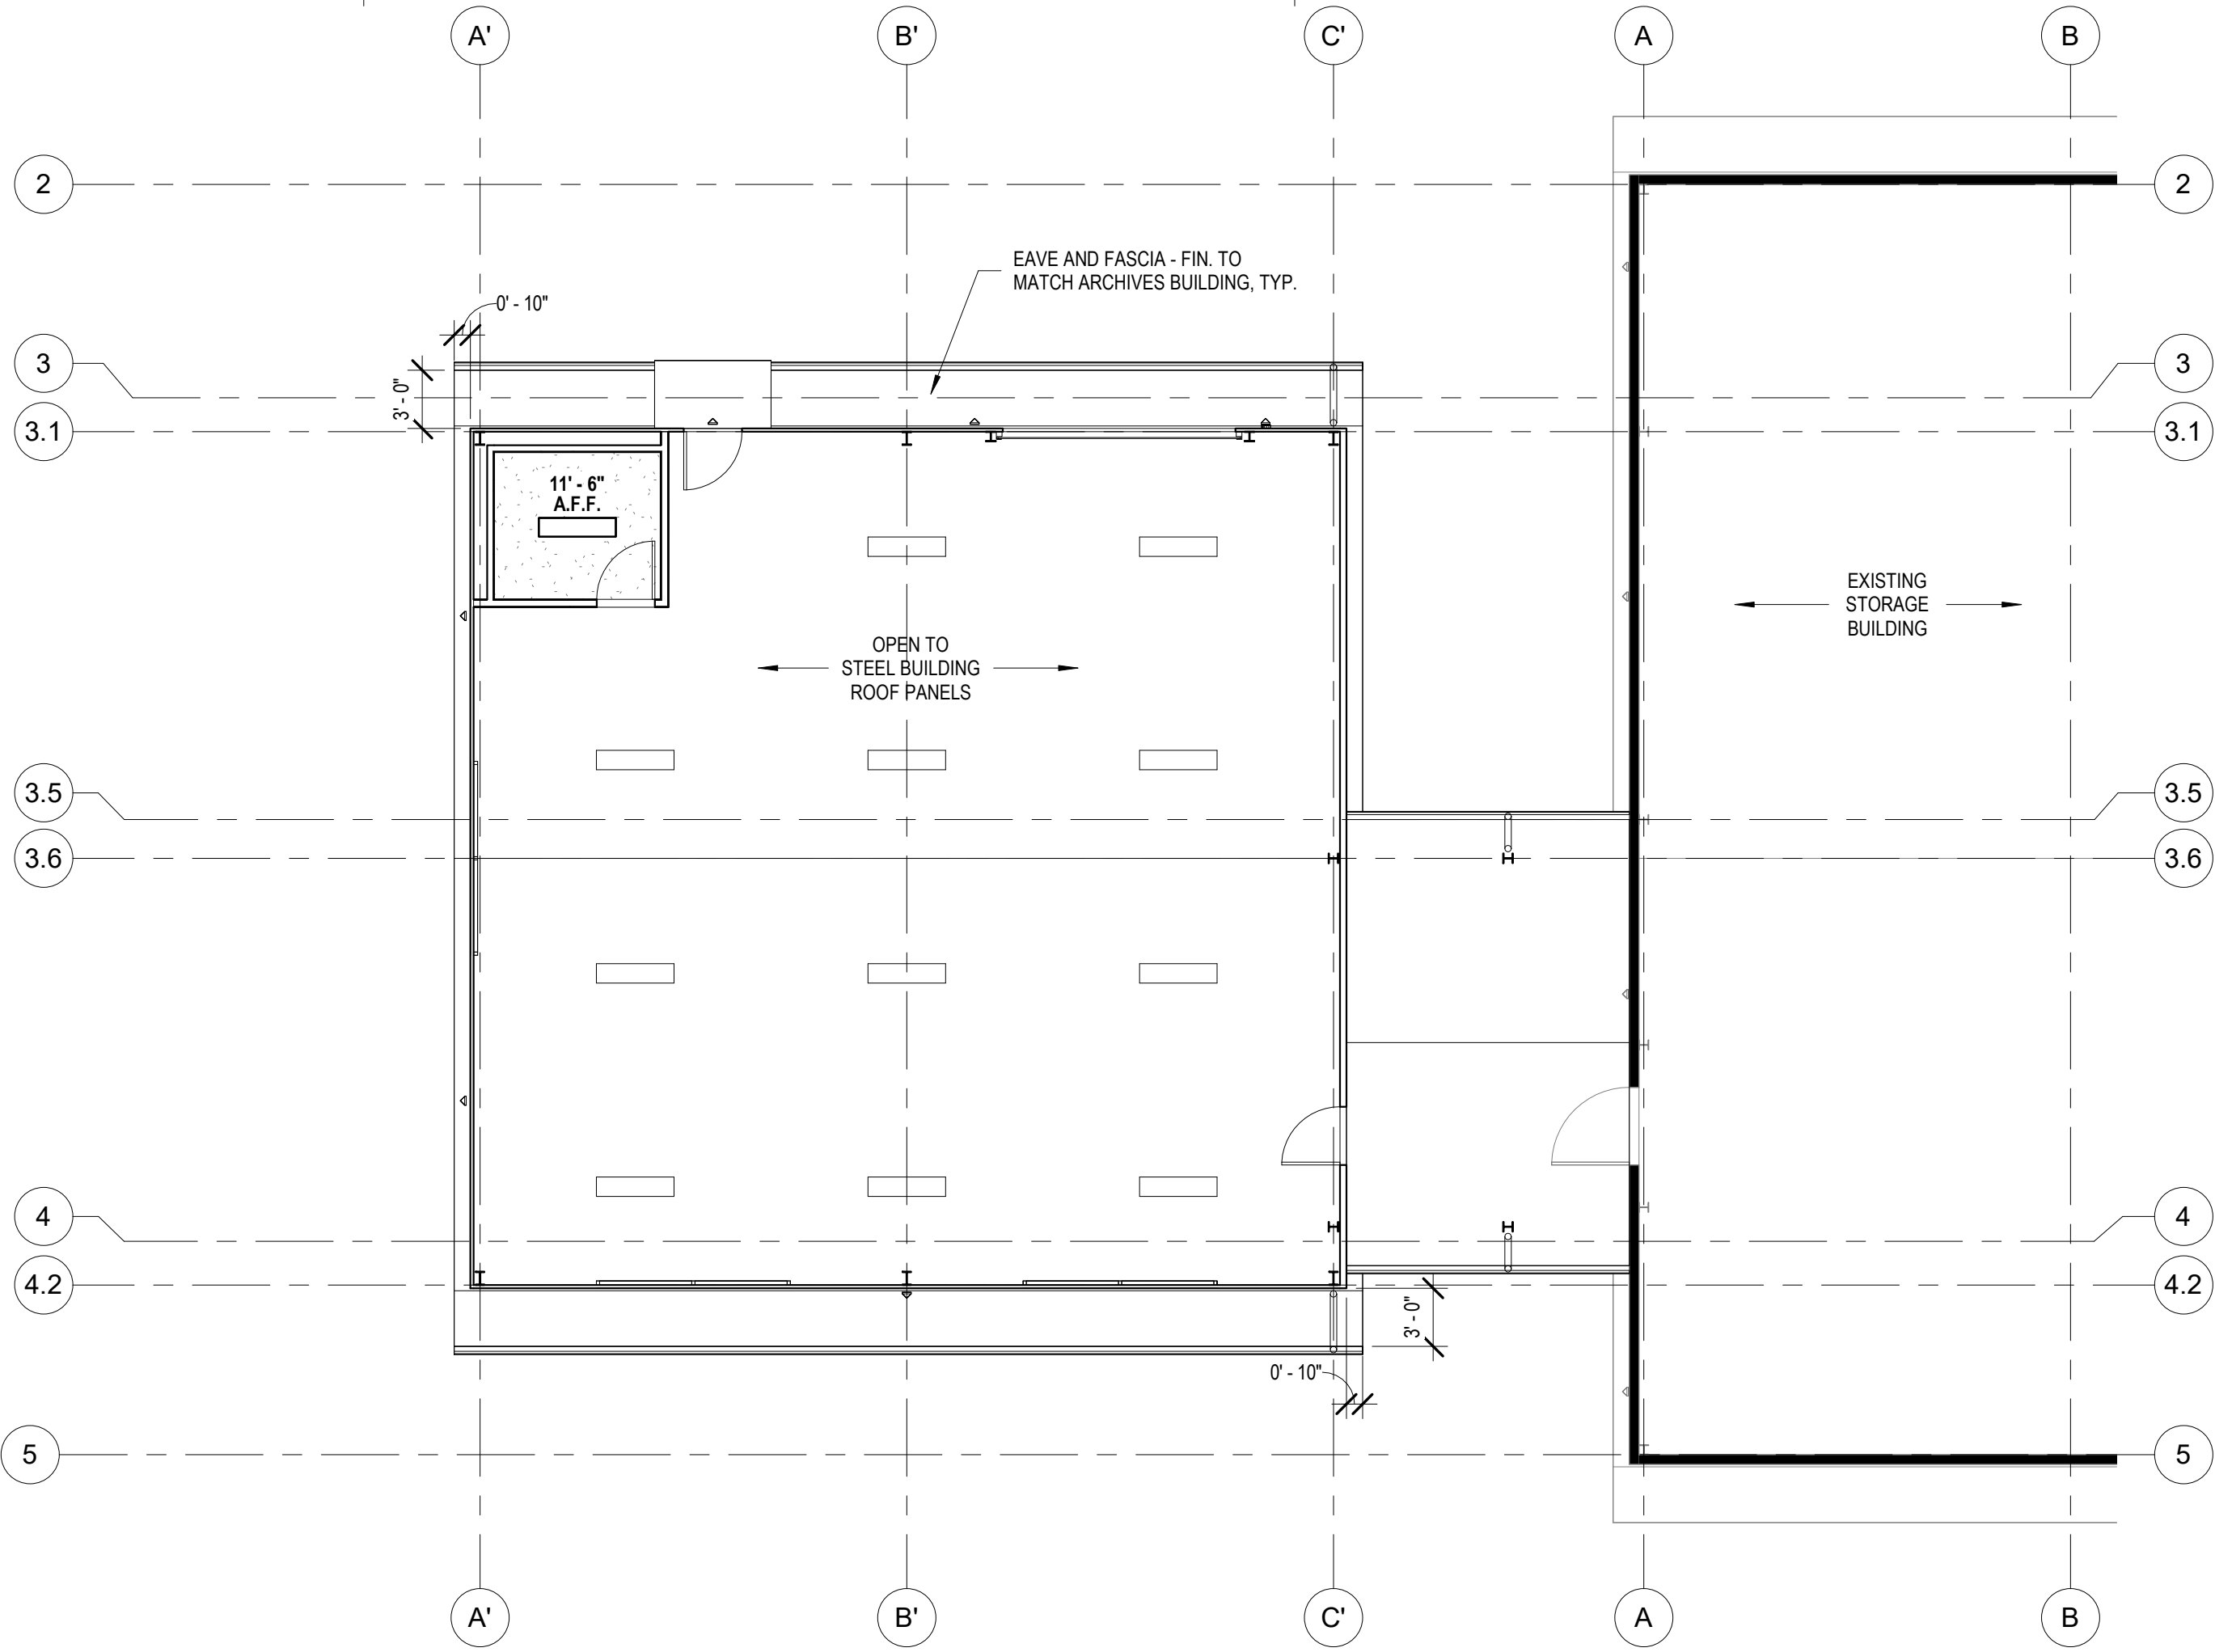 A' B' C' A B
2 2
EAVE AND FASCIA - FIN. TO
MATCH ARCHIVES BUILDING, TYP.
0' - 10"
3 3
3' - 0"
3.1 3.1
11' - 6"
A.F.F.
EXISTING
STORAGE
BUILDING
OPEN TO
STEEL BUILDING
ROOF PANELS
3.5 3.5
3.6 3.6
4 4
4.2 4.2
3' - 0"
0' - 10"
5 5
A' B' C' A B